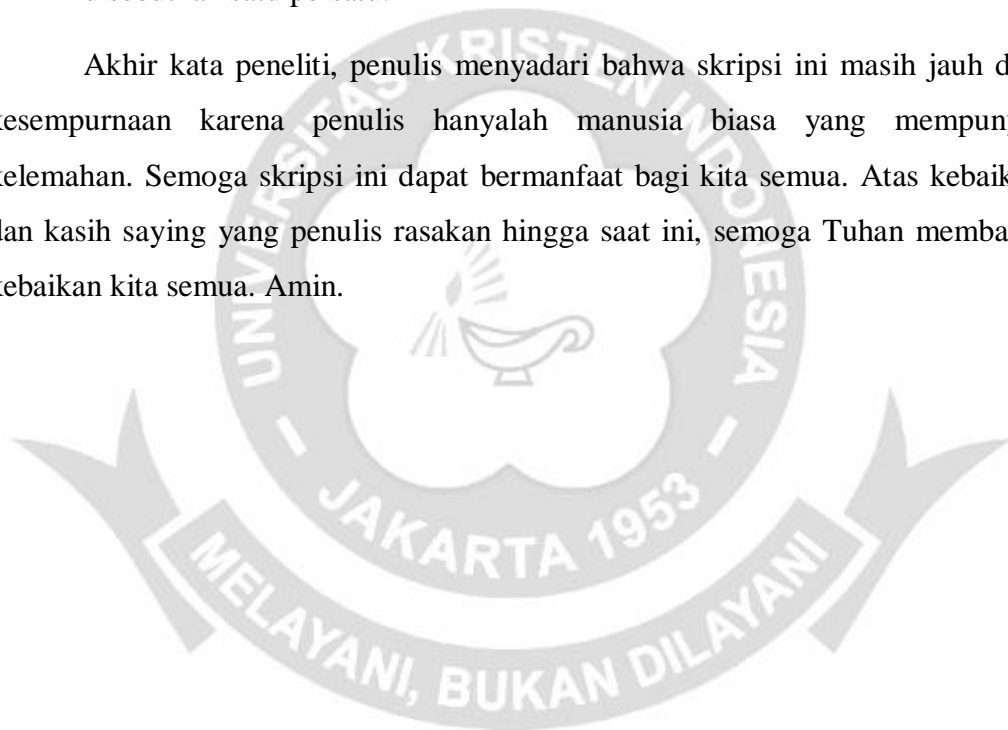 Akhir kata peneliti, penulis menyadari bahwa skripsi ini masih jauh d
kesempurnaan karena penulis hanyalah manusia biasa yang mempun
kelemahan. Semoga skripsi ini dapat bermanfaat bagi kita semua. Atas kebaik
dan kasih saying yang penulis rasakan hingga saat ini, semoga Tuhan memba
kebaikan kita semua. Amin.
UNIVERSITAS KRISTEN INDONESIA
JAKARTA 1953
MELAYANI, BUKAN DILAYANI